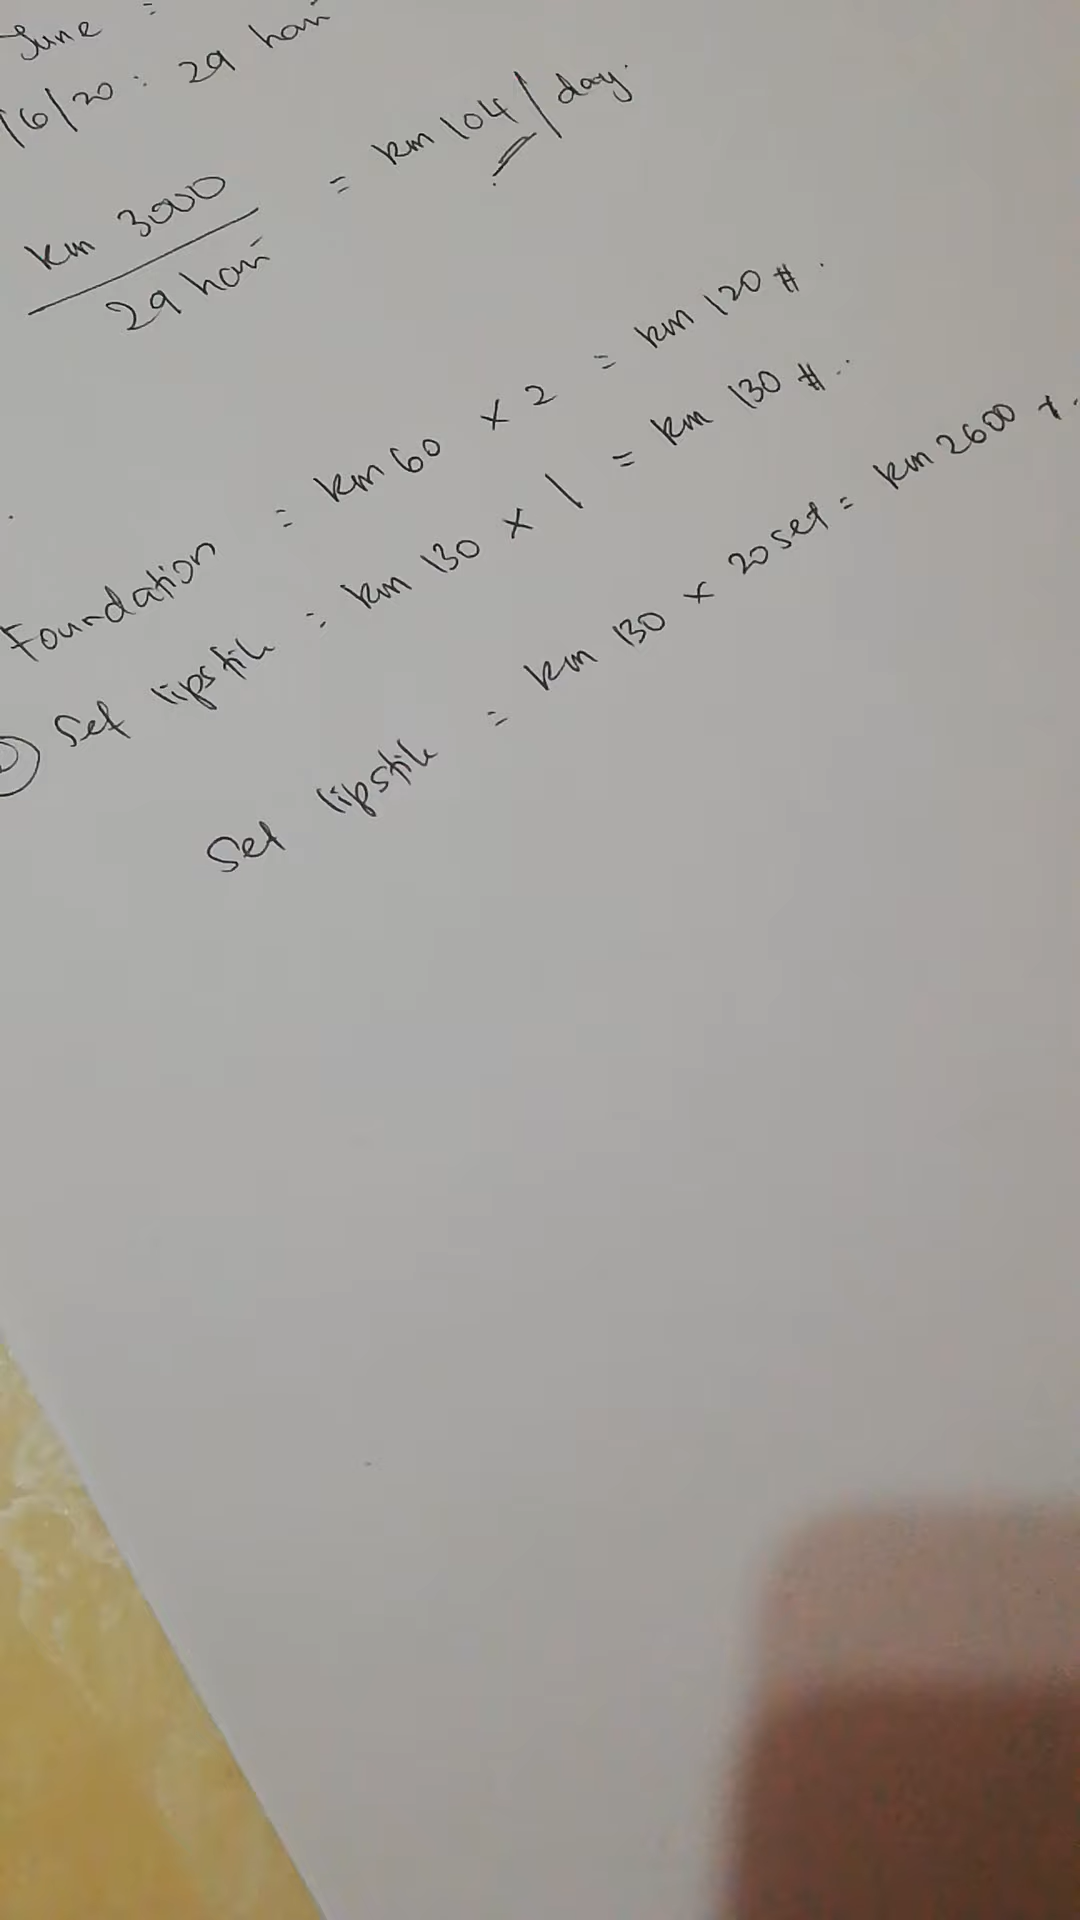 June =
/6/20 : 29 hari
RM 3000 / 29 hari = RM 104/day.
Foundation = RM 60 x 2 = RM 120 #.
Set lipstik = RM 130 x 1 = RM 130 #..
Set lipstik = RM 130 x 20 set = RM 2600